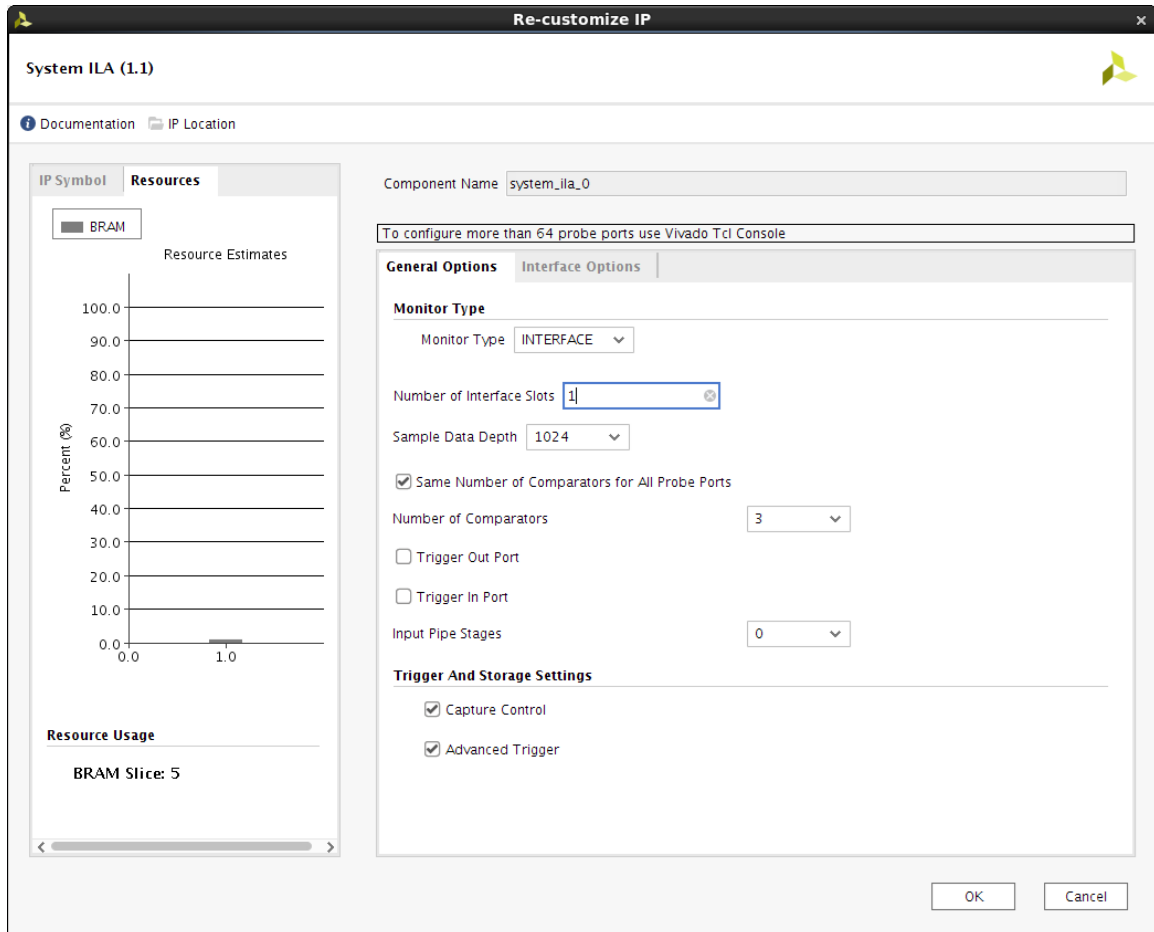 Re-customize IP
System ILA (1.1)
Documentation IP Location
IP Symbol Resources
BRAM
Resource Estimates
Percent (%)
100.0
90.0
80.0
70.0
60.0
50.0
40.0
30.0
20.0
10.0
0.0
0.0 1.0
Resource Usage
BRAM Slice: 5
Component Name system_ila_0
To configure more than 64 probe ports use Vivado Tcl Console
General Options Interface Options
Monitor Type
Monitor Type INTERFACE
Number of Interface Slots 1
Sample Data Depth 1024
Same Number of Comparators for All Probe Ports
Number of Comparators 3
Trigger Out Port
Trigger In Port
Input Pipe Stages 0
Trigger And Storage Settings
Capture Control
Advanced Trigger
OK Cancel